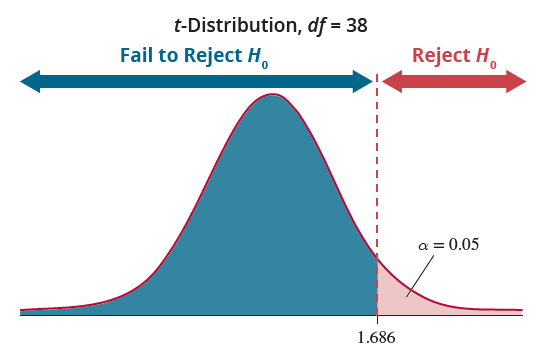 t-Distribution, df = 38
Fail to Reject H₀
Reject H₀
α = 0.05
1.686